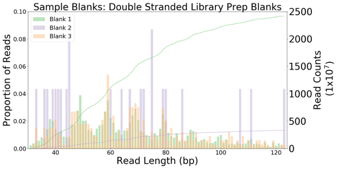 Sample Blanks: Double Stranded Library Prep Blanks
Blank 1
Blank 2
Blank 3
Proportion of Reads
0.10
0.08
0.06
0.04
0.02
0.00
40 60 80 100 120
Read Length (bp)
2500
2000
1500
1000
500
0
Read Counts
(1x10⁷)